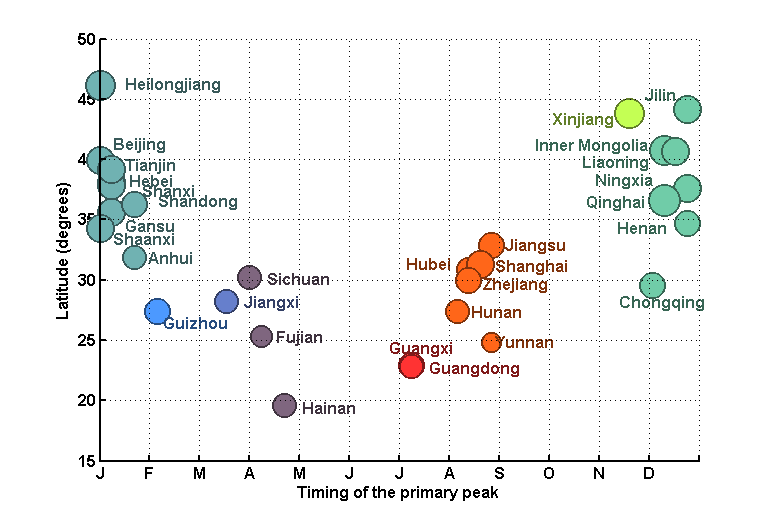 50
Heilongjiang
Jilin
45
Xinjiang
Beijing
Inner Mongolia
40
Tianjin
Liaoning
Hebei
Ningxia
Shanxi
Shandong
Qinghai
35
Gansu
Henan
Shaanxi
Jiangsu
Anhui
Hubei
Shanghai
30
Sichuan
Zhejiang
Chongqing
Jiangxi
Guizhou
Hunan
25
Fujian
Yunnan
Guangxi
Guangdong
20
Hainan
15
Latitude (degrees)
J F M A M J J A S O N D
Timing of the primary peak